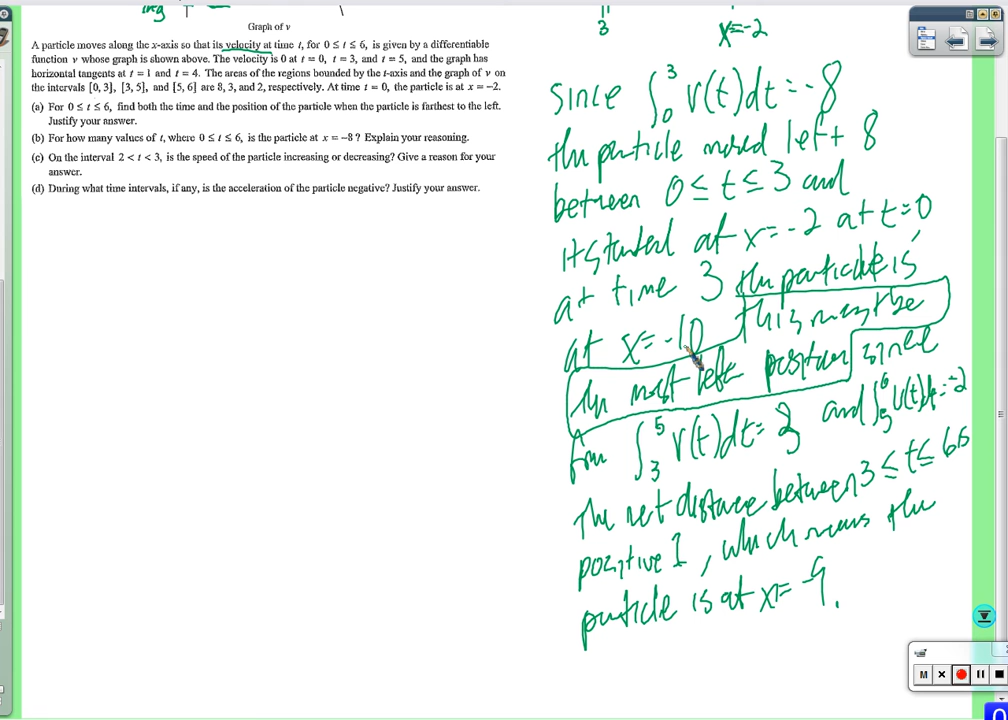 3
x=-2
Graph of v
A particle moves along the x-axis so that its velocity at time t, for 0 ≤ t ≤ 6, is given by a differentiable
function v whose graph is shown above. The velocity is 0 at t = 0, t = 3, and t = 5, and the graph has
horizontal tangents at t = 1 and t = 4. The areas of the regions bounded by the t-axis and the graph of v on
the intervals [0, 3], [3, 5], and [5, 6] are 8, 3, and 2, respectively. At time t = 0, the particle is at x = −2.
(a) For 0 ≤ t ≤ 6, find both the time and the position of the particle when the particle is farthest to the left.
Justify your answer.
(b) For how many values of t, where 0 ≤ t ≤ 6, is the particle at x = −8 ? Explain your reasoning.
(c) On the interval 2 < t < 3, is the speed of the particle increasing or decreasing? Give a reason for your
answer.
(d) During what time intervals, if any, is the acceleration of the particle negative? Justify your answer.
Since ∫₀³ v(t)dt = -8
the particle moved left 8
between 0 ≤ t ≤ 3 and
it started at x = -2 at t=0,
at time 3 the particle is
at x = -10 this must be
the most left position since
from ∫₃⁵ v(t)dt = 3 and ∫₅⁶ v(t)dt = -2
the net distance between 3 ≤ t ≤ 6 is
positive 1, which means the
particle is at x = -9.
M